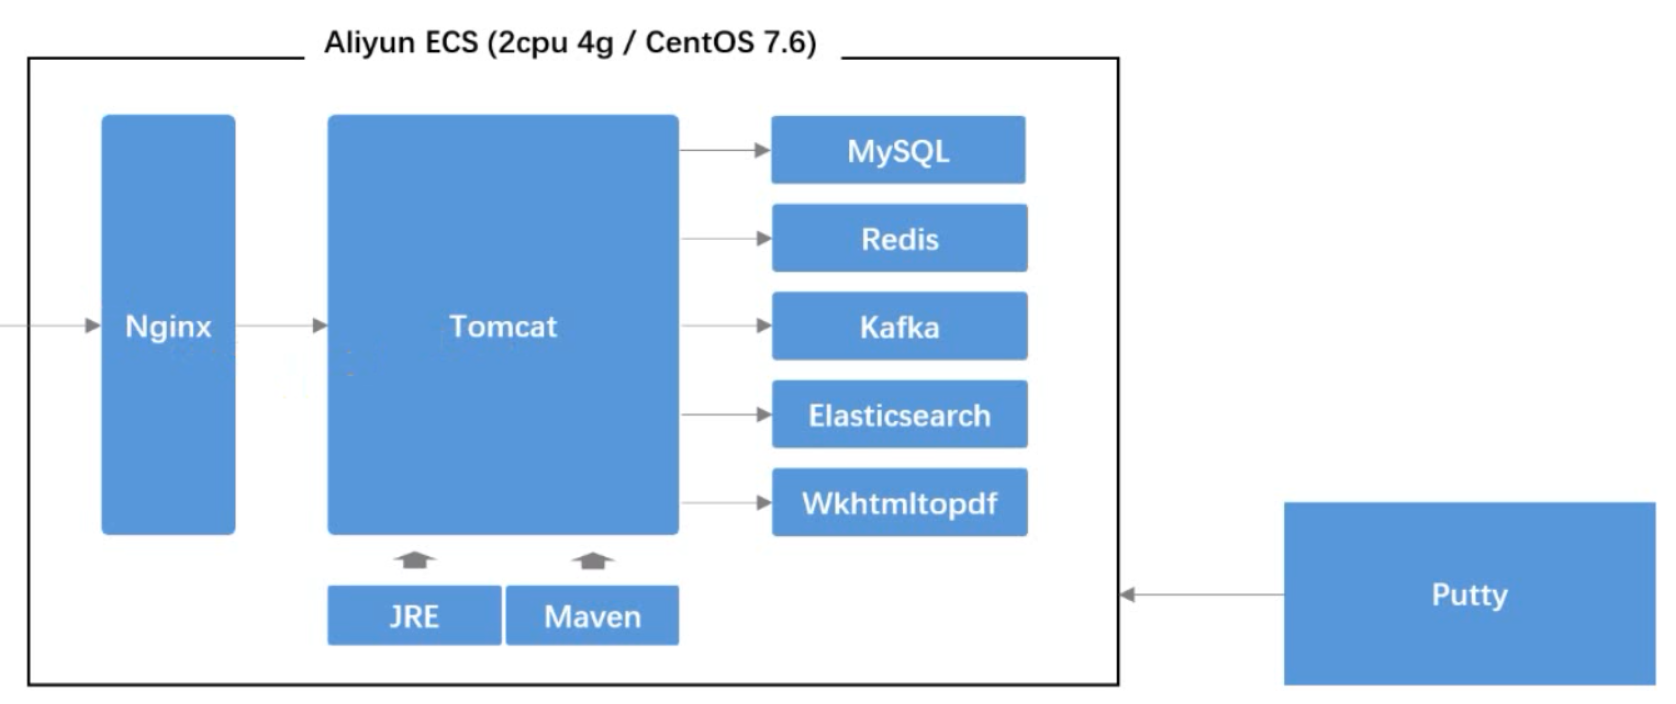 Aliyun ECS (2cpu 4g / CentOS 7.6)
Nginx
Tomcat
MySQL
Redis
Kafka
Elasticsearch
Wkhtmltopdf
JRE
Maven
Putty